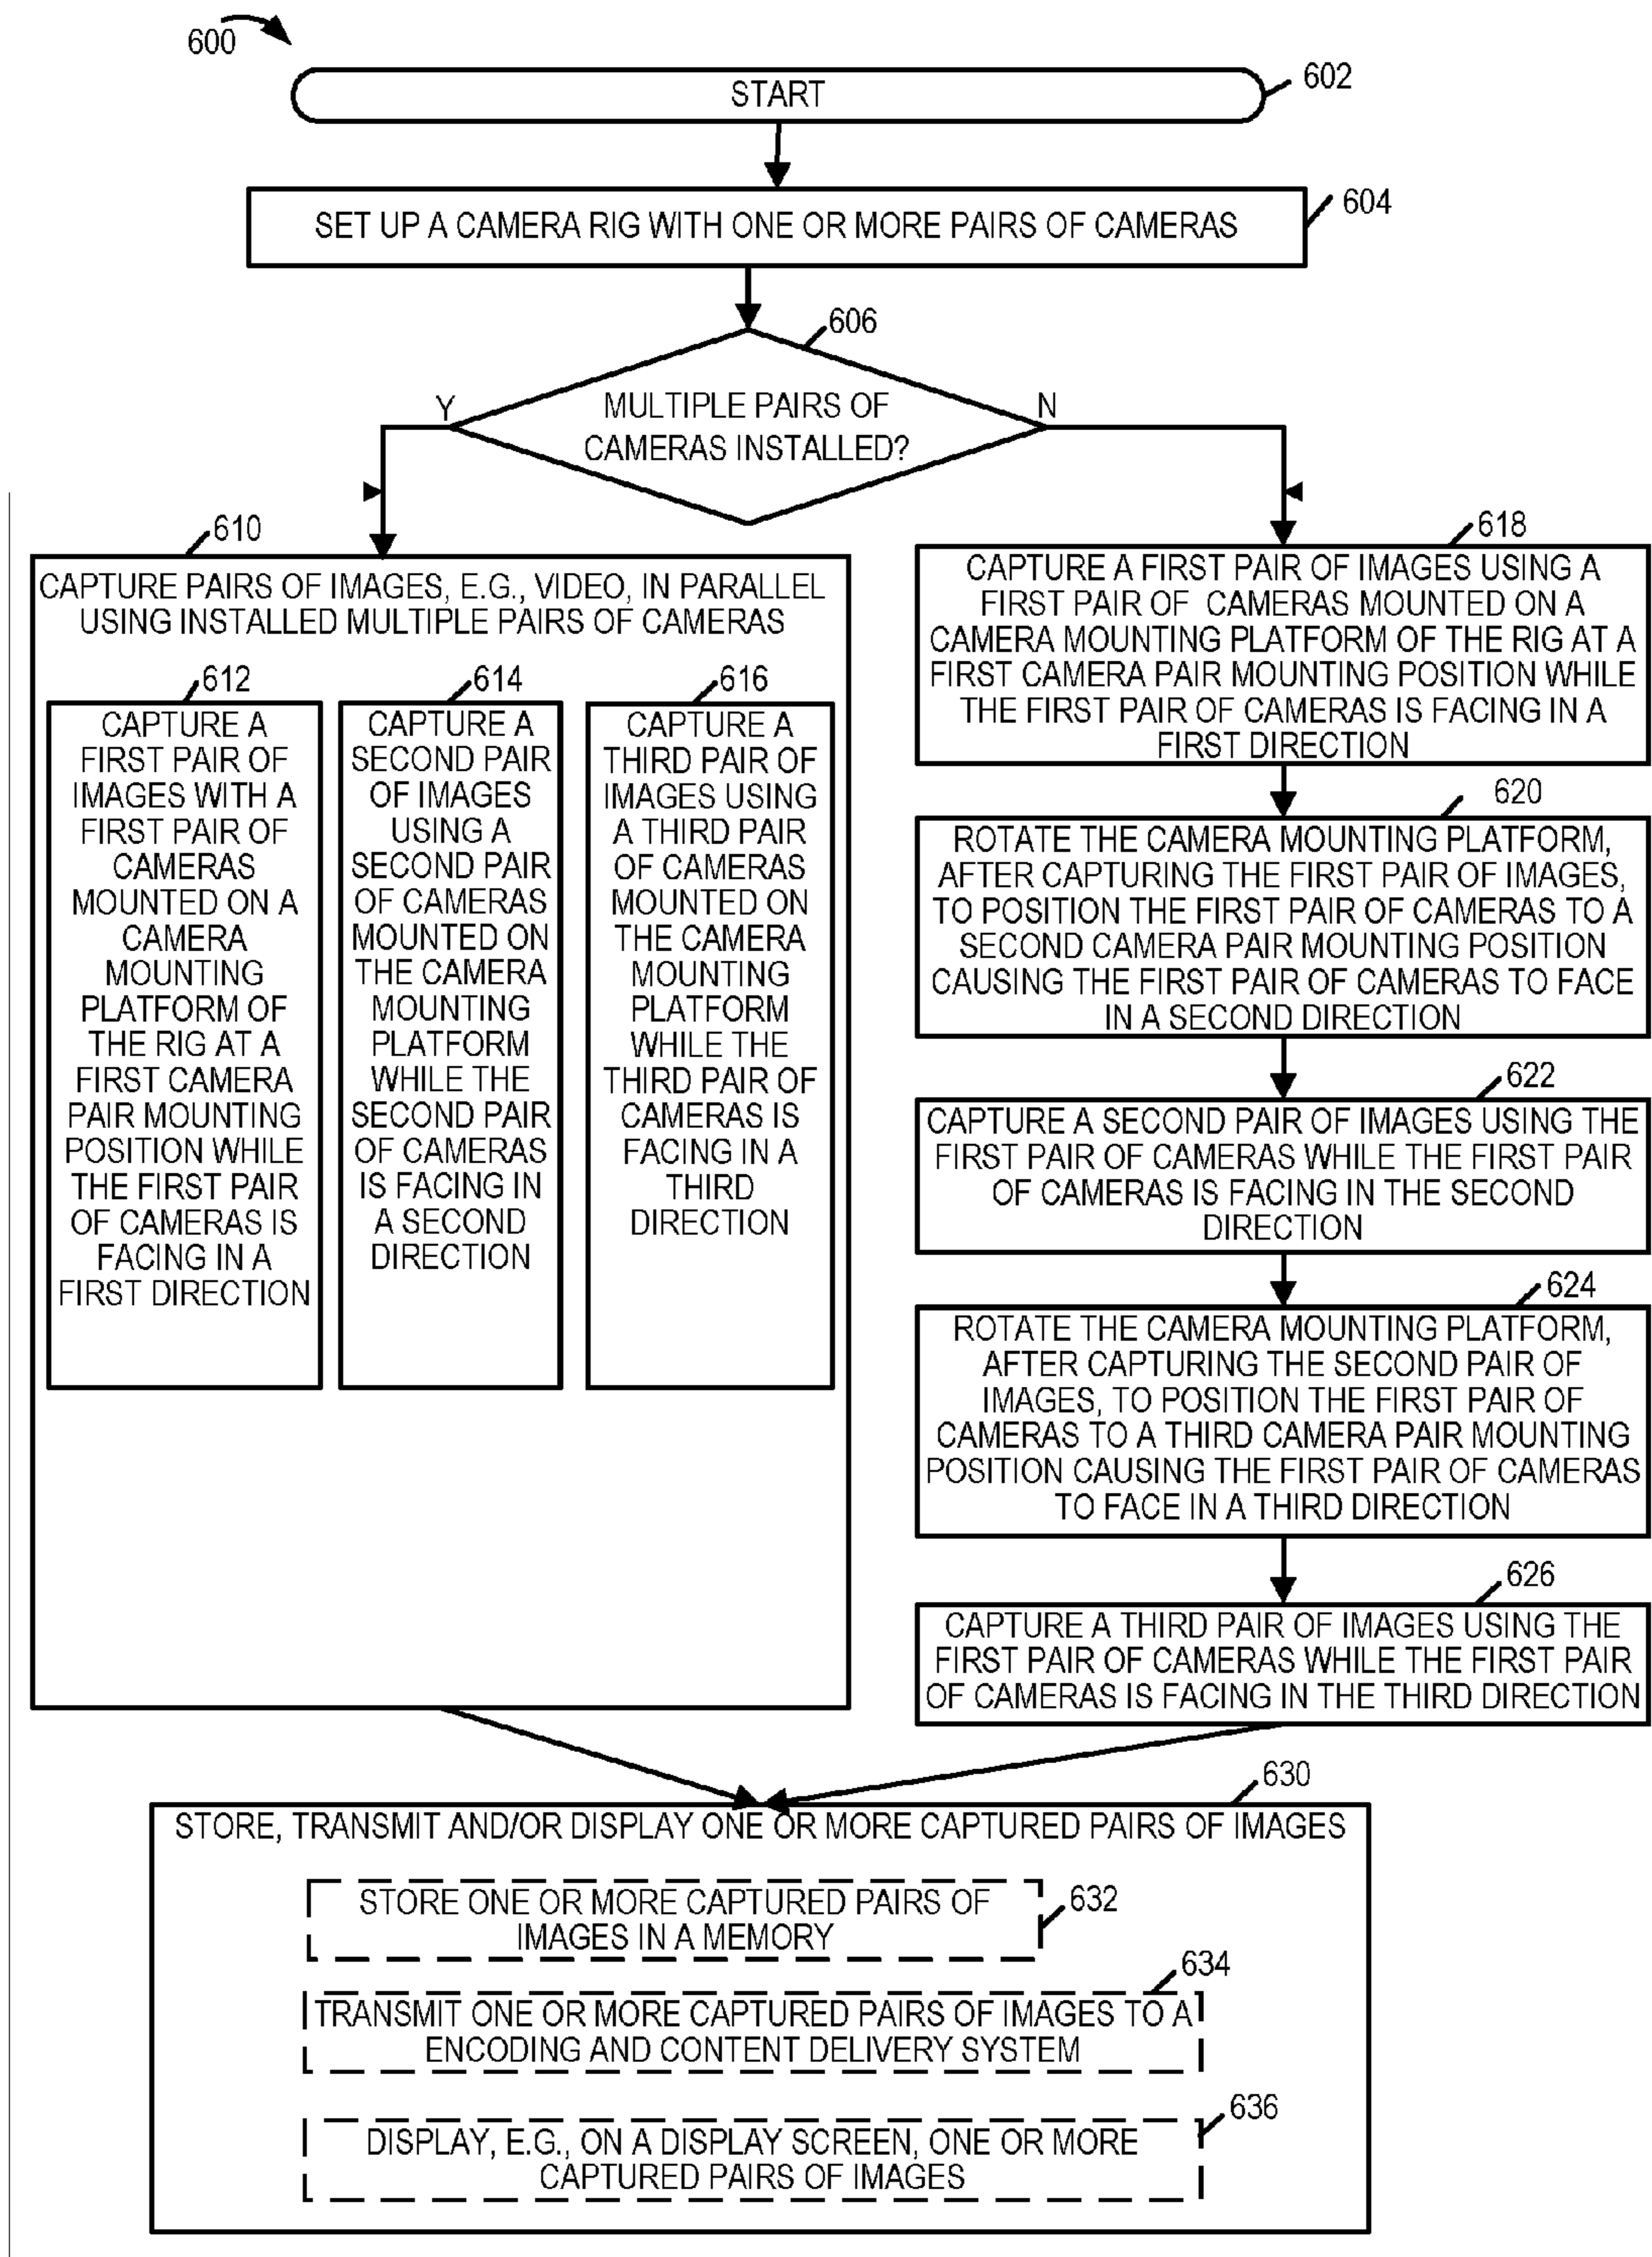 600
START
602
SET UP A CAMERA RIG WITH ONE OR MORE PAIRS OF CAMERAS
604
606
MULTIPLE PAIRS OF
CAMERAS INSTALLED?
Y
N
610
CAPTURE PAIRS OF IMAGES, E.G., VIDEO, IN PARALLEL
USING INSTALLED MULTIPLE PAIRS OF CAMERAS
612
CAPTURE A
FIRST PAIR OF
IMAGES WITH A
FIRST PAIR OF
CAMERAS
MOUNTED ON A
CAMERA
MOUNTING
PLATFORM OF
THE RIG AT A
FIRST CAMERA
PAIR MOUNTING
POSITION WHILE
THE FIRST PAIR
OF CAMERAS IS
FACING IN A
FIRST DIRECTION
614
CAPTURE A
SECOND PAIR
OF IMAGES
USING A
SECOND PAIR
OF CAMERAS
MOUNTED ON
THE CAMERA
MOUNTING
PLATFORM
WHILE THE
SECOND PAIR
OF CAMERAS
IS FACING IN
A SECOND
DIRECTION
616
CAPTURE A
THIRD PAIR OF
IMAGES USING
A THIRD PAIR
OF CAMERAS
MOUNTED ON
THE CAMERA
MOUNTING
PLATFORM
WHILE THE
THIRD PAIR OF
CAMERAS IS
FACING IN A
THIRD
DIRECTION
618
CAPTURE A FIRST PAIR OF IMAGES USING A
FIRST PAIR OF CAMERAS MOUNTED ON A
CAMERA MOUNTING PLATFORM OF THE RIG AT A
FIRST CAMERA PAIR MOUNTING POSITION WHILE
THE FIRST PAIR OF CAMERAS IS FACING IN A
FIRST DIRECTION
620
ROTATE THE CAMERA MOUNTING PLATFORM,
AFTER CAPTURING THE FIRST PAIR OF IMAGES,
TO POSITION THE FIRST PAIR OF CAMERAS TO A
SECOND CAMERA PAIR MOUNTING POSITION
CAUSING THE FIRST PAIR OF CAMERAS TO FACE
IN A SECOND DIRECTION
622
CAPTURE A SECOND PAIR OF IMAGES USING THE
FIRST PAIR OF CAMERAS WHILE THE FIRST PAIR
OF CAMERAS IS FACING IN THE SECOND
DIRECTION
624
ROTATE THE CAMERA MOUNTING PLATFORM,
AFTER CAPTURING THE SECOND PAIR OF
IMAGES, TO POSITION THE FIRST PAIR OF
CAMERAS TO A THIRD CAMERA PAIR MOUNTING
POSITION CAUSING THE FIRST PAIR OF CAMERAS
TO FACE IN A THIRD DIRECTION
626
CAPTURE A THIRD PAIR OF IMAGES USING THE
FIRST PAIR OF CAMERAS WHILE THE FIRST PAIR
OF CAMERAS IS FACING IN THE THIRD DIRECTION
630
STORE, TRANSMIT AND/OR DISPLAY ONE OR MORE CAPTURED PAIRS OF IMAGES
STORE ONE OR MORE CAPTURED PAIRS OF
IMAGES IN A MEMORY
632
634
TRANSMIT ONE OR MORE CAPTURED PAIRS OF IMAGES TO A
ENCODING AND CONTENT DELIVERY SYSTEM
636
DISPLAY, E.G., ON A DISPLAY SCREEN, ONE OR MORE
CAPTURED PAIRS OF IMAGES